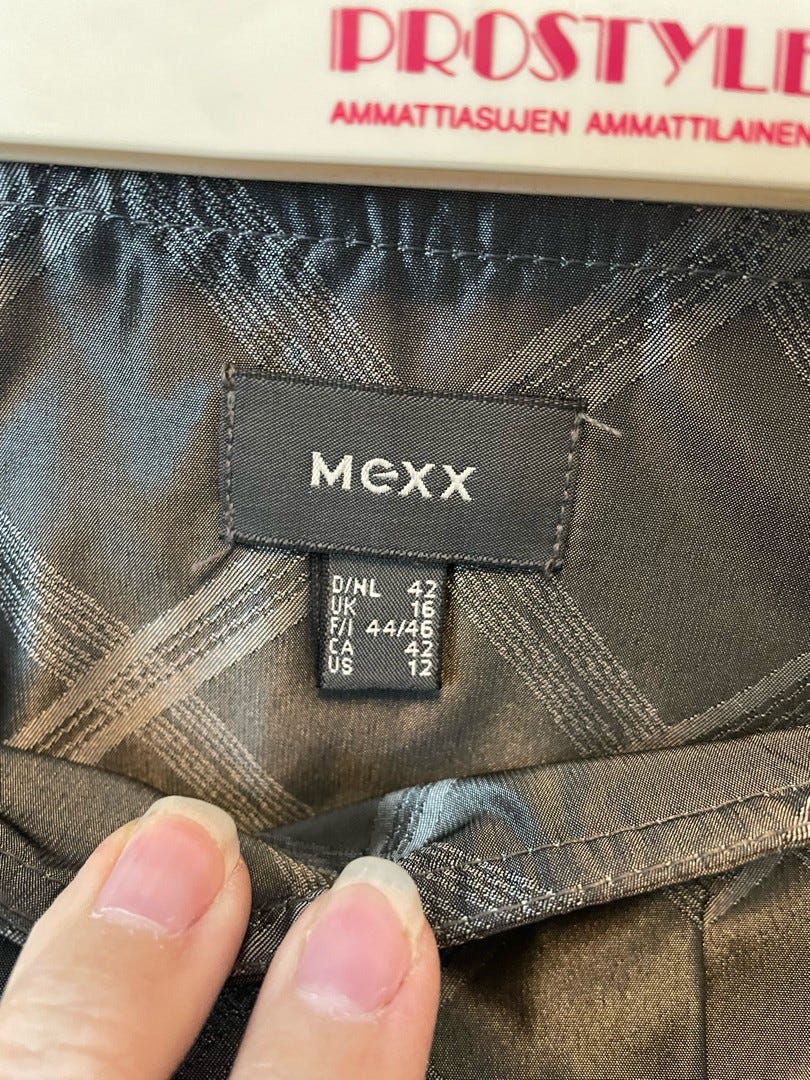 PROSTYLE
AMMATTIASUJEN AMMATTILAINEN
Mexx
D/NL 42
UK 16
F/I 44/46
CA 42
US 12